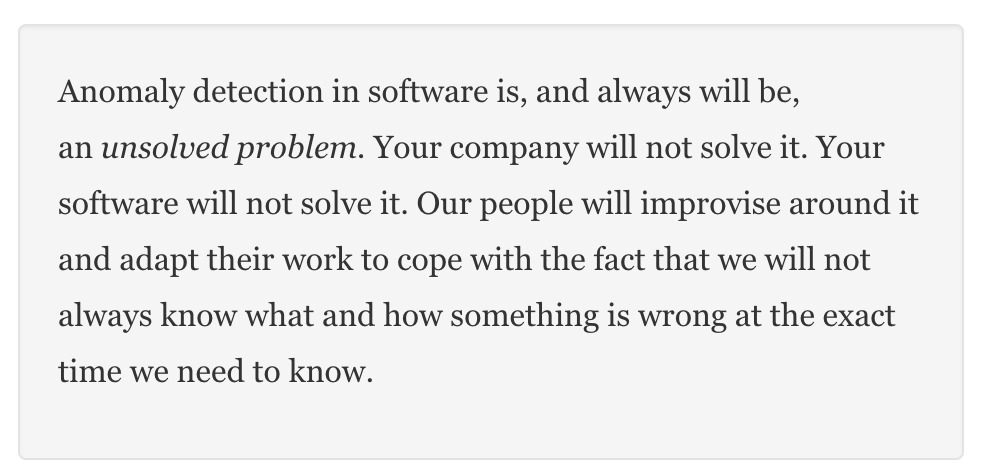 Anomaly detection in software is, and always will be,
an unsolved problem. Your company will not solve it. Your
software will not solve it. Our people will improvise around it
and adapt their work to cope with the fact that we will not
always know what and how something is wrong at the exact
time we need to know.